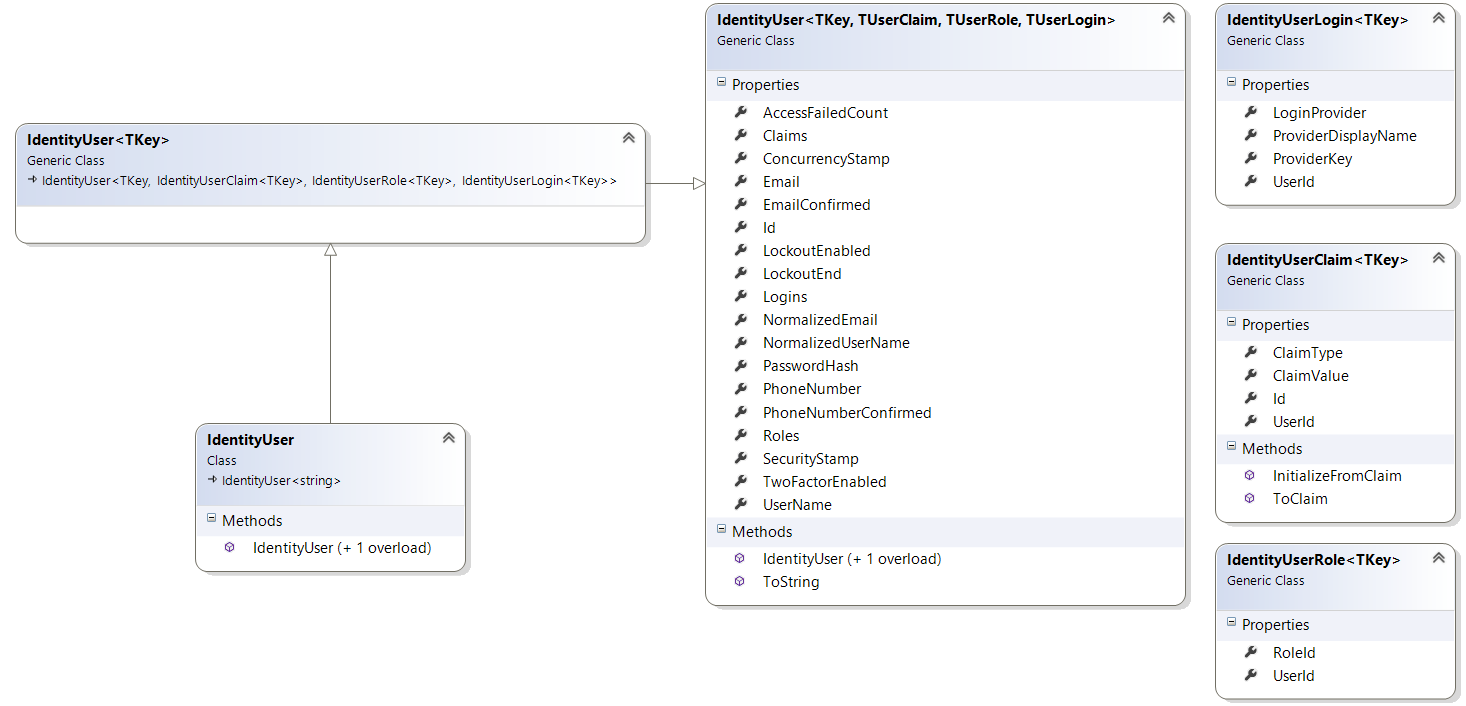 IdentityUser<TKey>
Generic Class
IdentityUser<TKey, IdentityUserClaim<TKey>, IdentityUserRole<TKey>, IdentityUserLogin<TKey>>
IdentityUser
Class
IdentityUser<string>
Methods
IdentityUser (+ 1 overload)
IdentityUser<TKey, TUserClaim, TUserRole, TUserLogin>
Generic Class
Properties
AccessFailedCount
Claims
ConcurrencyStamp
Email
EmailConfirmed
Id
LockoutEnabled
LockoutEnd
Logins
NormalizedEmail
NormalizedUserName
PasswordHash
PhoneNumber
PhoneNumberConfirmed
Roles
SecurityStamp
TwoFactorEnabled
UserName
Methods
IdentityUser (+ 1 overload)
ToString
IdentityUserLogin<TKey>
Generic Class
Properties
LoginProvider
ProviderDisplayName
ProviderKey
UserId
IdentityUserClaim<TKey>
Generic Class
Properties
ClaimType
ClaimValue
Id
UserId
Methods
InitializeFromClaim
ToClaim
IdentityUserRole<TKey>
Generic Class
Properties
RoleId
UserId